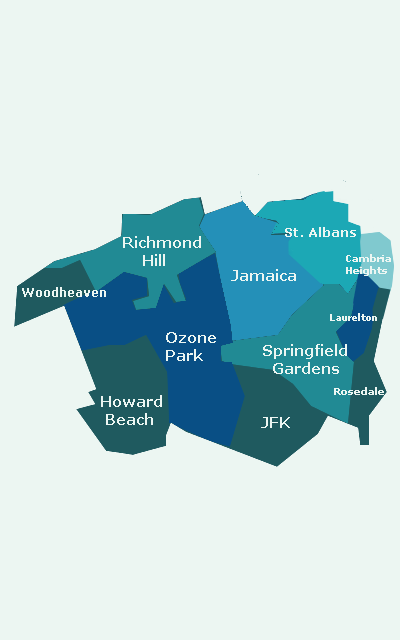 Richmond
Hill
St. Albans
Cambria
Heights
Jamaica
Woodheaven
Laurelton
Ozone
Park
Springfield
Gardens
Rosedale
Howard
Beach
JFK